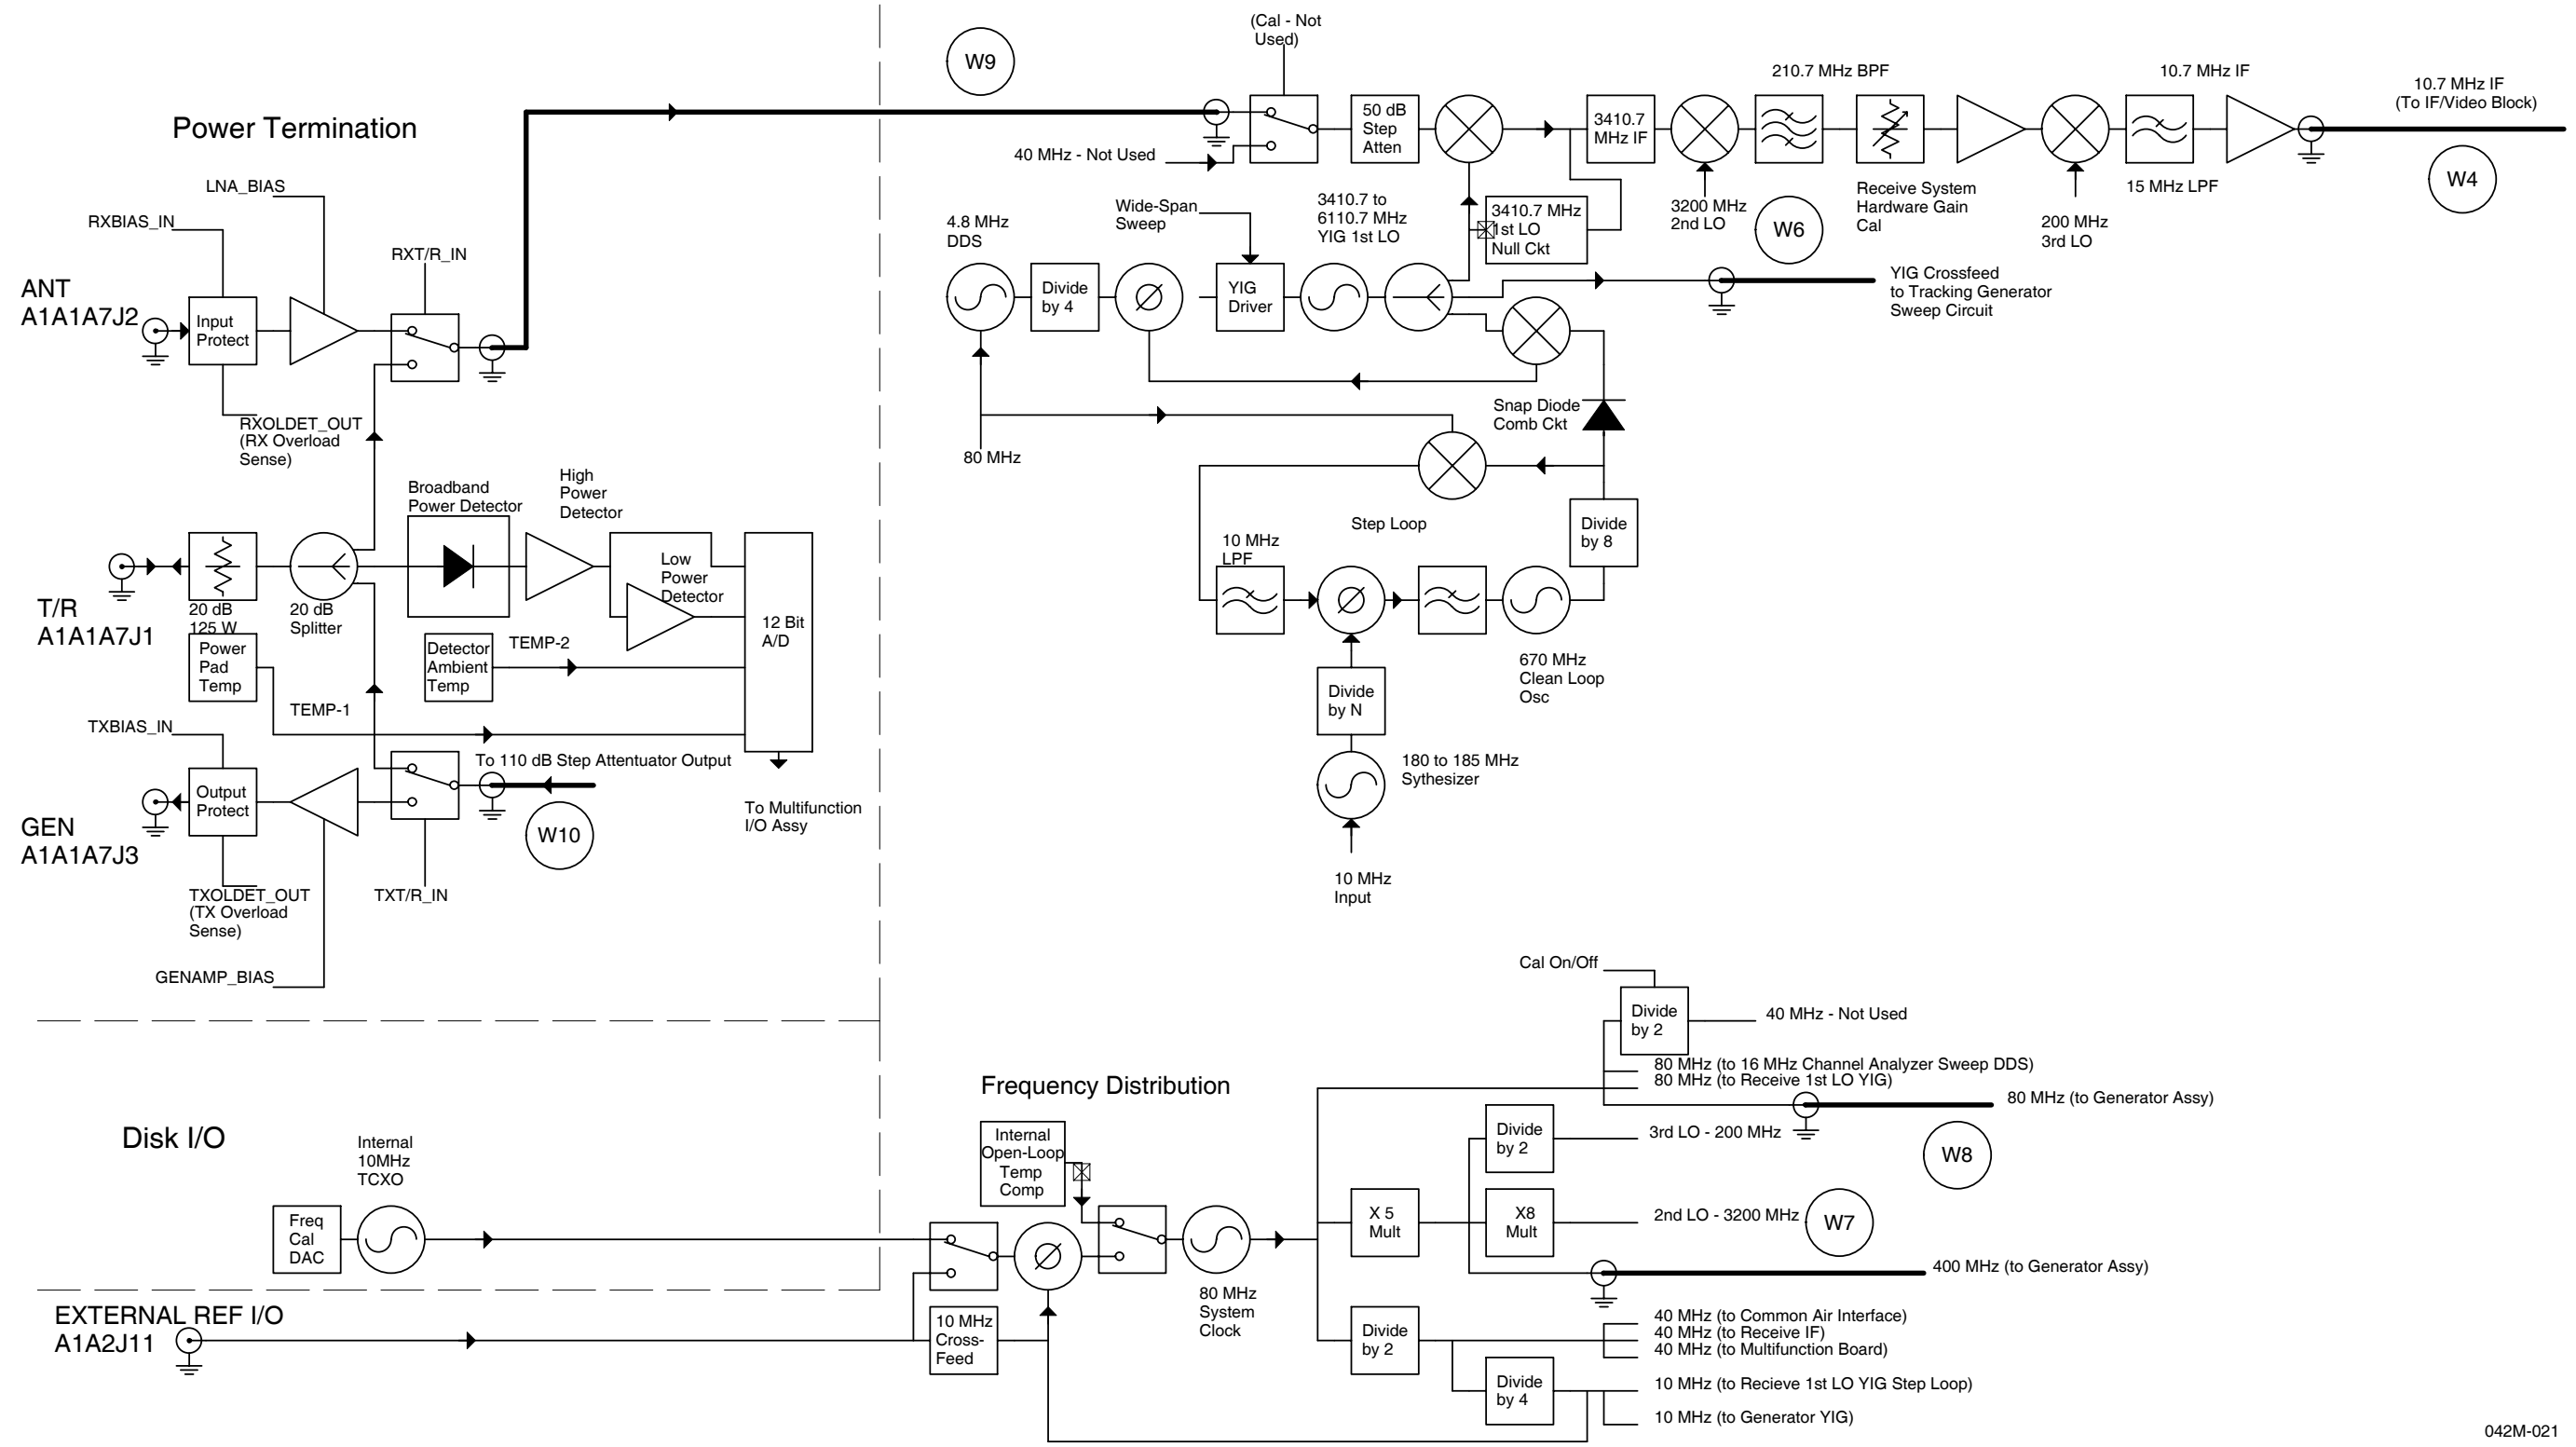 Power Termination
LNA_BIAS
RXBIAS_IN
RXT/R_IN
ANT
A1A1A7J2
Input
Protect
RXOLDET_OUT
(RX Overload
Sense)
Broadband
Power Detector
High
Power
Detector
Low
Power
Detector
T/R
A1A1A7J1
20 dB
125 W
20 dB
Splitter
Power
Pad
Temp
Detector
Ambient
Temp
TEMP-2
12 Bit
A/D
TEMP-1
TXBIAS_IN
To 110 dB Step Attentuator Output
Output
Protect
GEN
A1A1A7J3
W10
To Multifunction
I/O Assy
TXOLDET_OUT
(TX Overload
Sense)
TXT/R_IN
GENAMP_BIAS
W9
(Cal - Not
Used)
40 MHz - Not Used
50 dB
Step
Atten
3410.7
MHz IF
210.7 MHz BPF
10.7 MHz IF
10.7 MHz IF
(To IF/Video Block)
W4
3200 MHz
2nd LO
W6
Receive System
Hardware Gain
Cal
200 MHz
3rd LO
15 MHz LPF
4.8 MHz
DDS
Wide-Span
Sweep
3410.7 to
6110.7 MHz
YIG 1st LO
3410.7 MHz
1st LO
Null Ckt
Divide
by 4
YIG
Driver
YIG Crossfeed
to Tracking Generator
Sweep Circuit
Snap Diode
Comb Ckt
80 MHz
Step Loop
Divide
by 8
10 MHz
LPF
670 MHz
Clean Loop
Osc
Divide
by N
180 to 185 MHz
Sythesizer
10 MHz
Input
Cal On/Off
Divide
by 2
40 MHz - Not Used
80 MHz (to 16 MHz Channel Analyzer Sweep DDS)
80 MHz (to Receive 1st LO YIG)
80 MHz (to Generator Assy)
Frequency Distribution
Divide
by 2
3rd LO - 200 MHz
W8
Disk I/O
Internal
10MHz
TCXO
Internal
Open-Loop
Temp
Comp
Freq
Cal
DAC
X 5
Mult
X8
Mult
2nd LO - 3200 MHz
W7
400 MHz (to Generator Assy)
80 MHz
System
Clock
EXTERNAL REF I/O
A1A2J11
10 MHz
Cross-
Feed
Divide
by 2
40 MHz (to Common Air Interface)
40 MHz (to Receive IF)
40 MHz (to Multifunction Board)
Divide
by 4
10 MHz (to Recieve 1st LO YIG Step Loop)
10 MHz (to Generator YIG)
042M-021